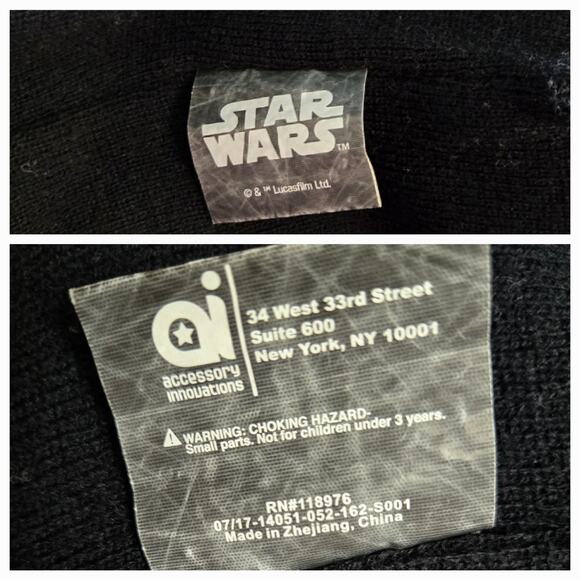 STAR
WARS™
© & ™ Lucasfilm Ltd.
ai
accessory
innovations
34 West 33rd Street
Suite 600
New York, NY 10001
WARNING: CHOKING HAZARD-
Small parts. Not for children under 3 years.
RN#118976
07/17-14051-052-162-S001
Made in Zhejiang, China